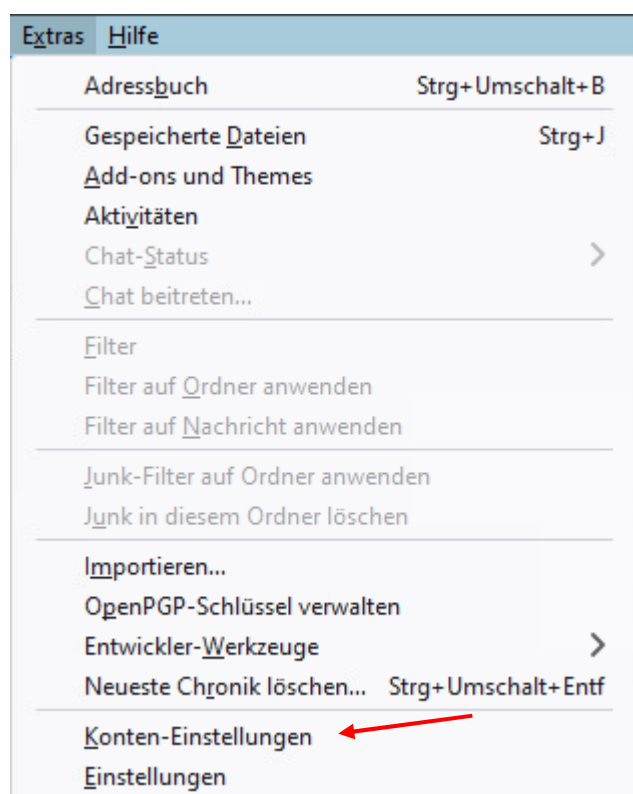 Extras Hilfe
Adressbuch Strg+Umschalt+B
Gespeicherte Dateien Strg+J
Add-ons und Themes
Aktivitäten
Chat-Status
Chat beitreten...
Filter
Filter auf Ordner anwenden
Filter auf Nachricht anwenden
Junk-Filter auf Ordner anwenden
Junk in diesem Ordner löschen
Importieren...
OpenPGP-Schlüssel verwalten
Entwickler-Werkzeuge
Neueste Chronik löschen... Strg+Umschalt+Entf
Konten-Einstellungen
Einstellungen